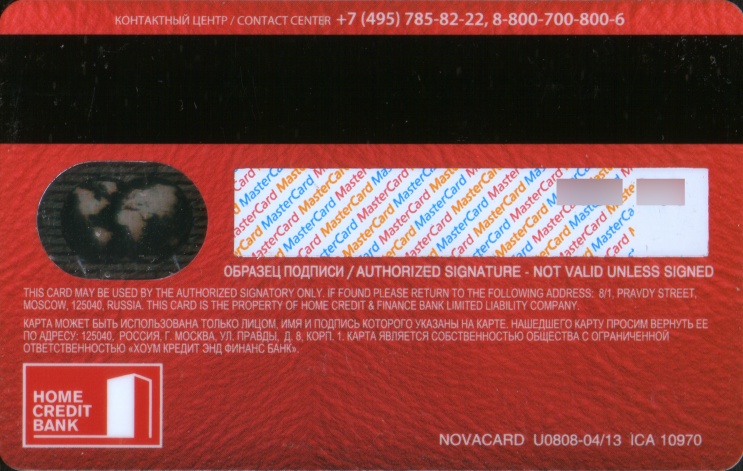 КОНТАКТНЫЙ ЦЕНТР / CONTACT CENTER +7 (495) 785-82-22, 8-800-700-800-6
MasterCard MasterCard MasterCard MasterCard MasterCard
ОБРАЗЕЦ ПОДПИСИ / AUTHORIZED SIGNATURE - NOT VALID UNLESS SIGNED
THIS CARD MAY BE USED BY THE AUTHORIZED SIGNATORY ONLY. IF FOUND PLEASE RETURN TO THE FOLLOWING ADDRESS: 8/1, PRAVDY STREET,
MOSCOW, 125040, RUSSIA. THIS CARD IS THE PROPERTY OF HOME CREDIT & FINANCE BANK LIMITED LIABILITY COMPANY.
КАРТА МОЖЕТ БЫТЬ ИСПОЛЬЗОВАНА ТОЛЬКО ЛИЦОМ, ИМЯ И ПОДПИСЬ КОТОРОГО УКАЗАНЫ НА КАРТЕ. НАШЕДШЕГО КАРТУ ПРОСИМ ВЕРНУТЬ ЕЕ
ПО АДРЕСУ: 125040, РОССИЯ, Г. МОСКВА, УЛ. ПРАВДЫ, Д. 8, КОРП. 1. КАРТА ЯВЛЯЕТСЯ СОБСТВЕННОСТЬЮ ОБЩЕСТВА С ОГРАНИЧЕННОЙ
ОТВЕТСТВЕННОСТЬЮ «ХОУМ КРЕДИТ ЭНД ФИНАНС БАНК».
HOME
CREDIT
BANK
NOVACARD U0808-04/13 ICA 10970